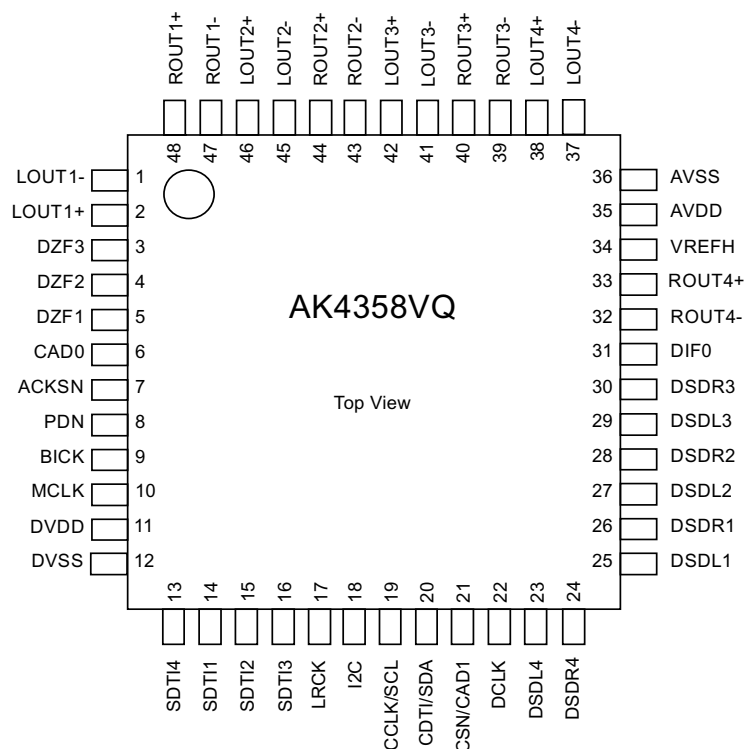 ROUT1+ ROUT1- LOUT2+ LOUT2- ROUT2+ ROUT2- LOUT3+ LOUT3- ROUT3+ ROUT3- LOUT4+ LOUT4-
48 47 46 45 44 43 42 41 40 39 38 37
LOUT1- 1 36 AVSS
LOUT1+ 2 35 AVDD
DZF3 3 34 VREFH
DZF2 4 33 ROUT4+
DZF1 5 AK4358VQ 32 ROUT4-
CAD0 6 31 DIF0
ACKSN 7 Top View 30 DSDR3
PDN 8 29 DSDL3
BICK 9 28 DSDR2
MCLK 10 27 DSDL2
DVDD 11 26 DSDR1
DVSS 12 25 DSDL1
13 14 15 16 17 18 19 20 21 22 23 24
SDTI4 SDTI1 SDTI2 SDTI3 LRCK I2C CCLK/SCL CDTI/SDA CSN/CAD1 DCLK DSDL4 DSDR4